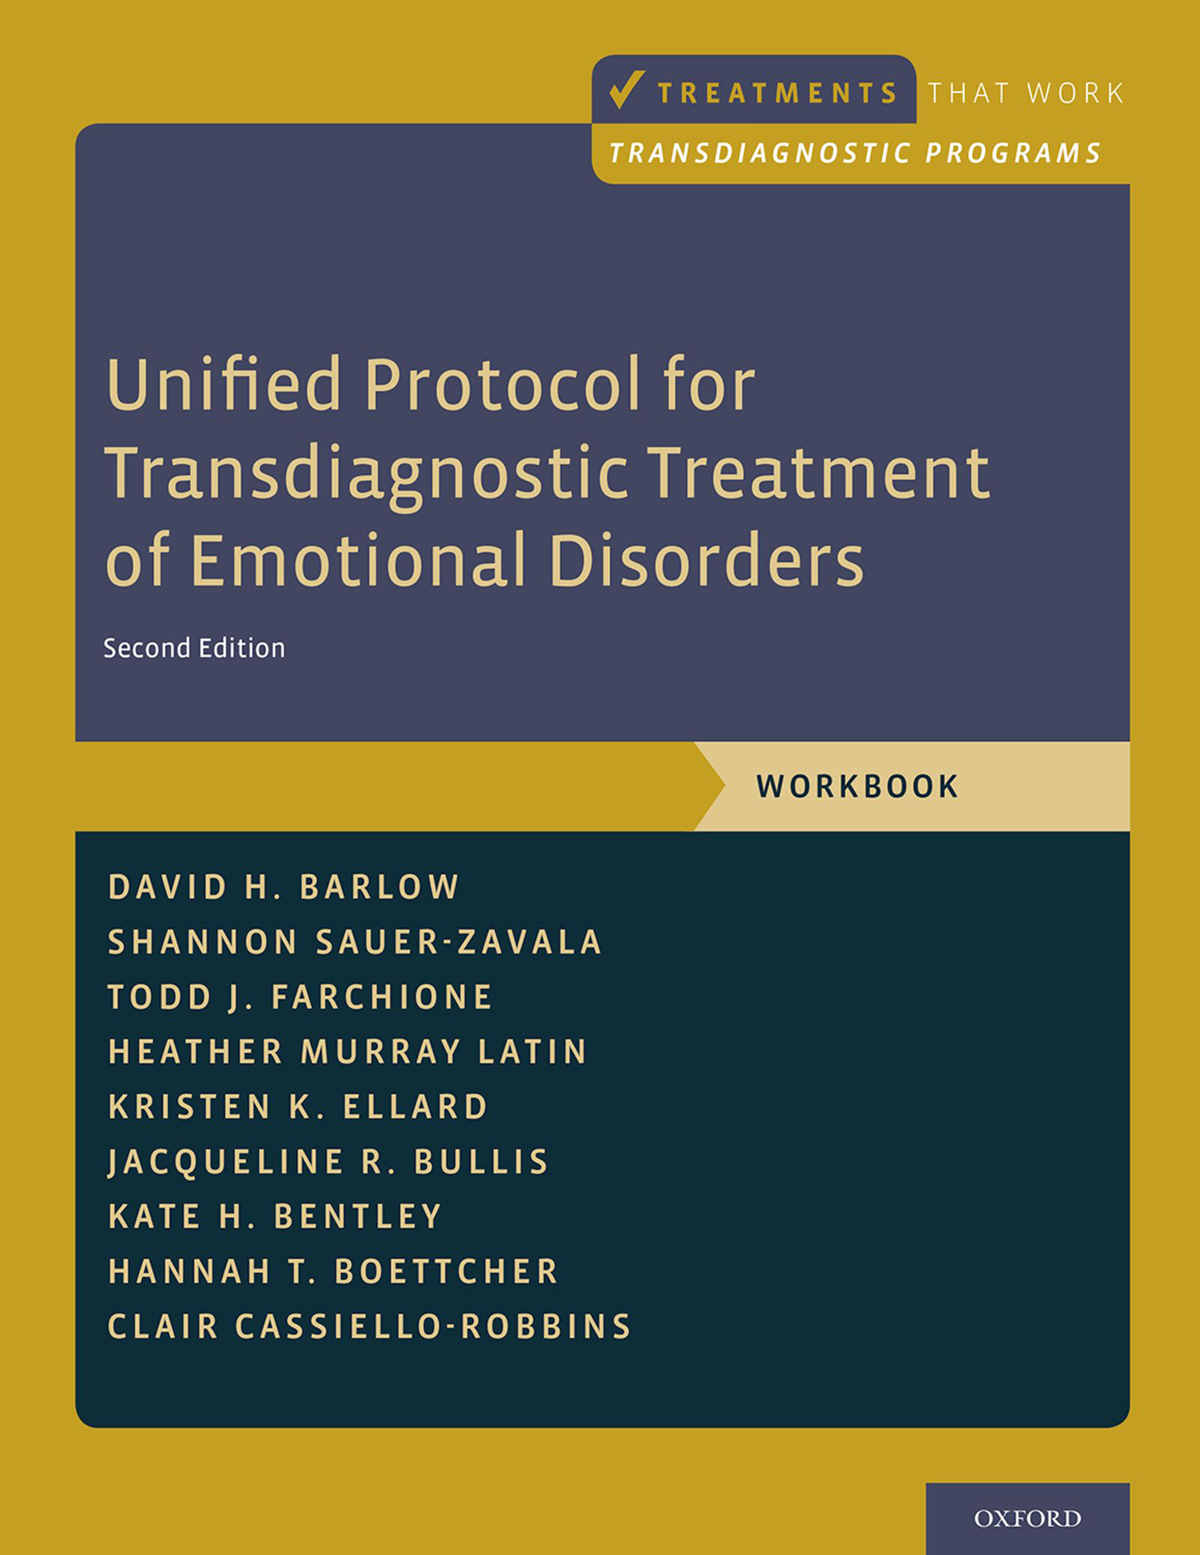 TREATMENTS THAT WORK
TRANSDIAGNOSTIC PROGRAMS
Unified Protocol for
Transdiagnostic Treatment
of Emotional Disorders
Second Edition
WORKBOOK
DAVID H. BARLOW
SHANNON SAUER-ZAVALA
TODD J. FARCHIONE
HEATHER MURRAY LATIN
KRISTEN K. ELLARD
JACQUELINE R. BULLIS
KATE H. BENTLEY
HANNAH T. BOETTCHER
CLAIR CASSIELLO-ROBBINS
OXFORD